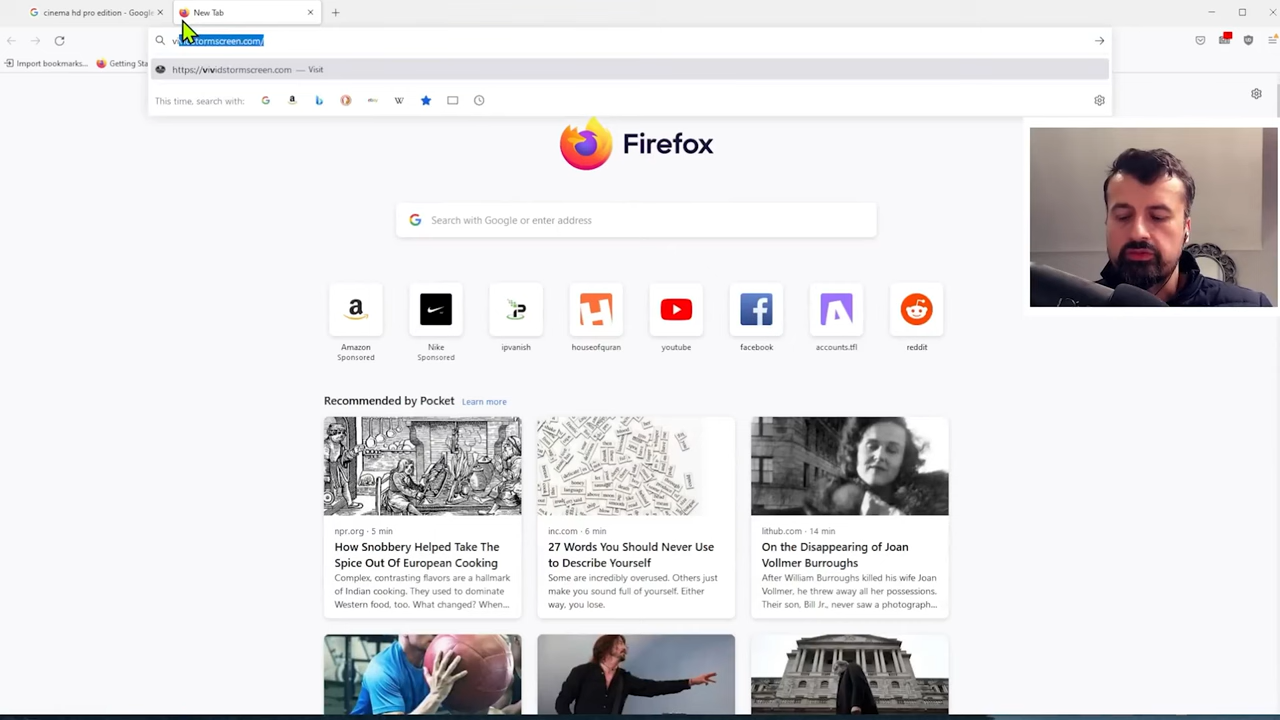 cinema hd pro edition - Google
New Tab
vividstormscreen.com/
https://vividstormscreen.com — Visit
This time, search with:
Import bookmarks...
Getting Sta
Firefox
Search with Google or enter address
Amazon
Sponsored
Nike
Sponsored
ipvanish
houseofquran
youtube
facebook
accounts.tfl
reddit
Recommended by Pocket Learn more
npr.org · 5 min
How Snobbery Helped Take The
Spice Out Of European Cooking
Complex, contrasting flavors are a hallmark
of Indian cooking. They used to dominate
Western food, too. What changed? When...
inc.com · 6 min
27 Words You Should Never Use
to Describe Yourself
Some are incredibly overused. Others just
make you sound full of yourself. Either
way, you lose.
lithub.com · 14 min
On the Disappearing of Joan
Vollmer Burroughs
After William Burroughs killed his wife Joan
Vollmer, he threw away all her possessions.
Their son, Bill Jr., never saw a photograph...